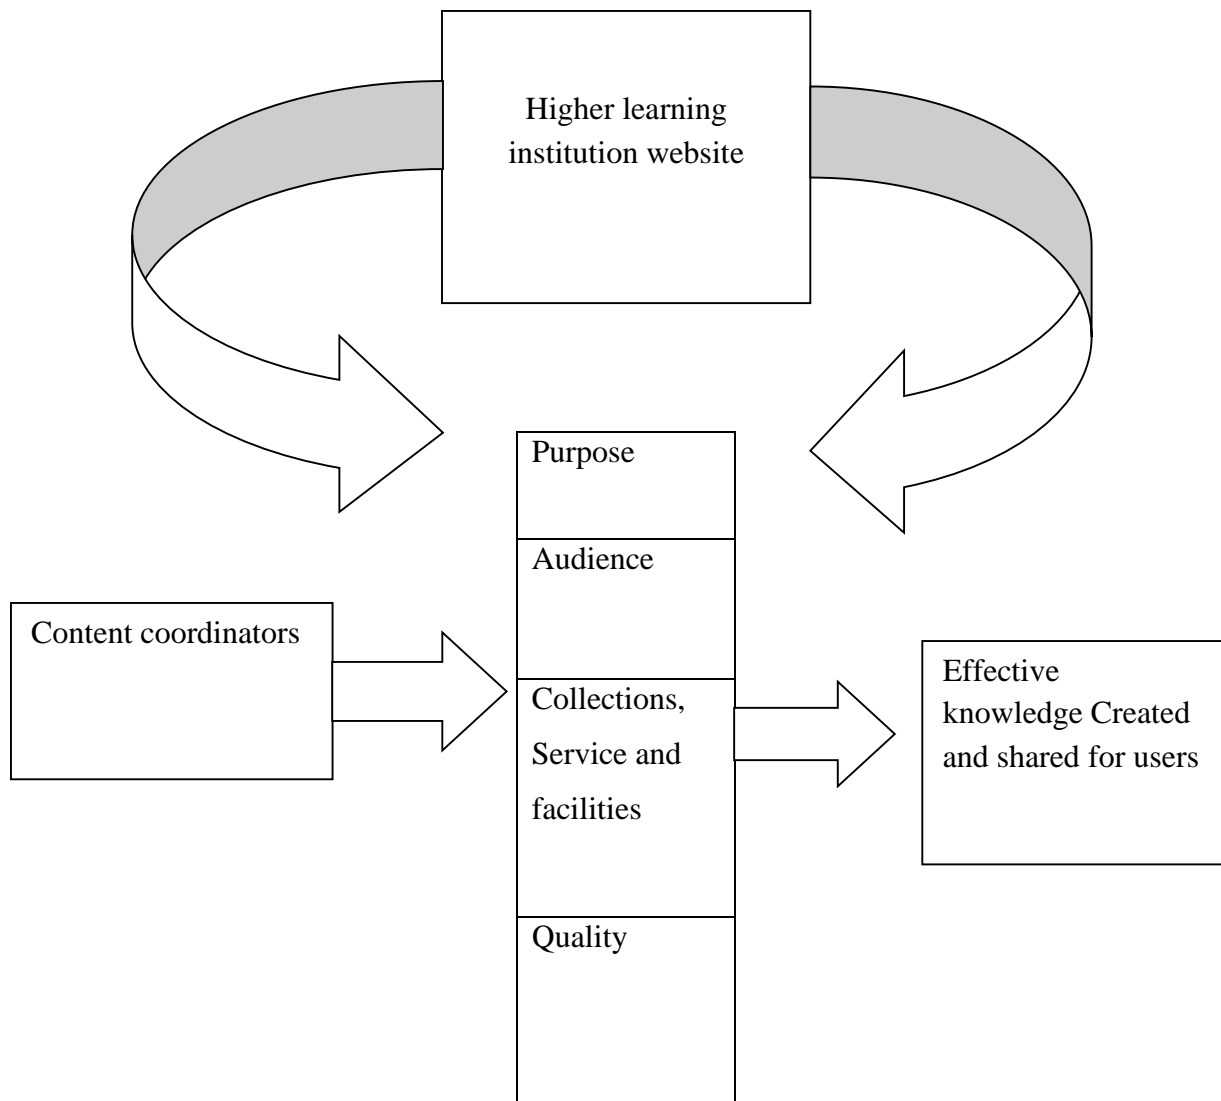 Higher learning
institution website
Purpose
Audience
Content coordinators
Collections,
Service and
facilities
Effective
knowledge Created
and shared for users
Quality